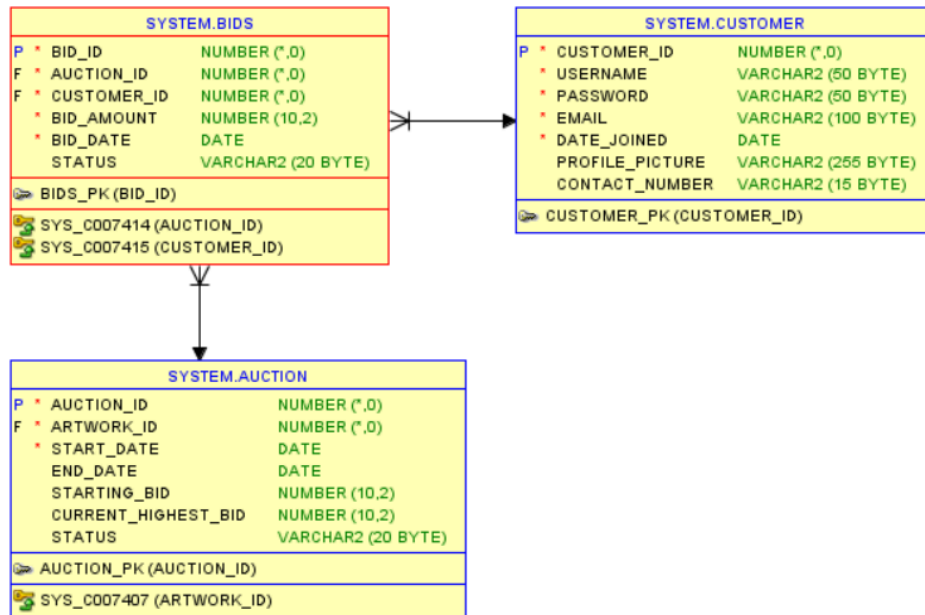 SYSTEM.BIDS
P * BID_ID NUMBER (*,0)
F * AUCTION_ID NUMBER (*,0)
F * CUSTOMER_ID NUMBER (*,0)
* BID_AMOUNT NUMBER (10,2)
* BID_DATE DATE
STATUS VARCHAR2 (20 BYTE)
BIDS_PK (BID_ID)
SYS_C007414 (AUCTION_ID)
SYS_C007415 (CUSTOMER_ID)
SYSTEM.CUSTOMER
P * CUSTOMER_ID NUMBER (*,0)
* USERNAME VARCHAR2 (50 BYTE)
* PASSWORD VARCHAR2 (50 BYTE)
* EMAIL VARCHAR2 (100 BYTE)
* DATE_JOINED DATE
PROFILE_PICTURE VARCHAR2 (255 BYTE)
CONTACT_NUMBER VARCHAR2 (15 BYTE)
CUSTOMER_PK (CUSTOMER_ID)
SYSTEM.AUCTION
P * AUCTION_ID NUMBER (*,0)
F * ARTWORK_ID NUMBER (*,0)
* START_DATE DATE
END_DATE DATE
STARTING_BID NUMBER (10,2)
CURRENT_HIGHEST_BID NUMBER (10,2)
STATUS VARCHAR2 (20 BYTE)
AUCTION_PK (AUCTION_ID)
SYS_C007407 (ARTWORK_ID)